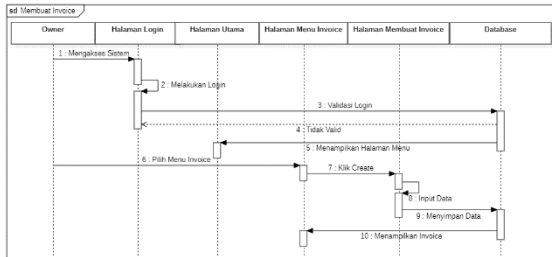 sd Membuat Invoice
Owner
Halaman Login
Halaman Utama
Halaman Menu Invoice
Halaman Membuat Invoice
Database
1 : Mengakses Sistem
2 : Melakukan Login
3 : Validasi Login
4 : Tidak Valid
5 : Menampikan Halaman Menu
6 : Pilih Menu Invoice
7 : Klik Create
8 : Input Data
9 : Menyimpan Data
10 : Menampilkan Invoice